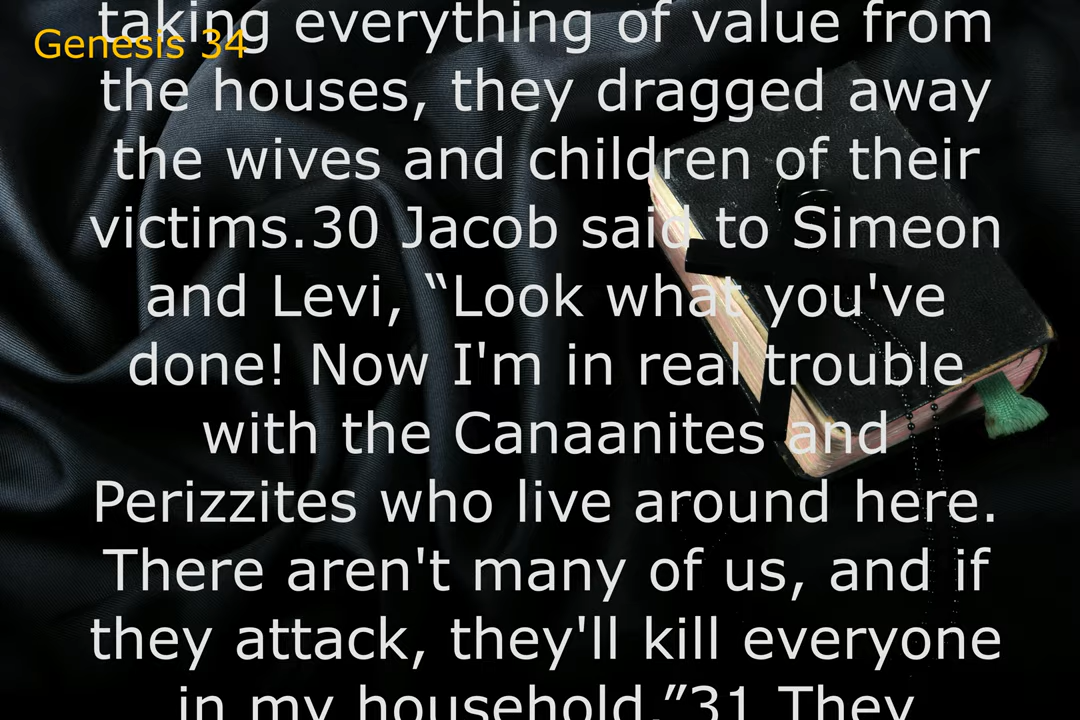 taking everything of value from
Genesis 34
the houses, they dragged away
the wives and children of their
victims.30 Jacob said to Simeon
and Levi, “Look what you've
done! Now I'm in real trouble
with the Canaanites and
Perizzites who live around here.
There aren't many of us, and if
they attack, they'll kill everyone
in my household.”31 They